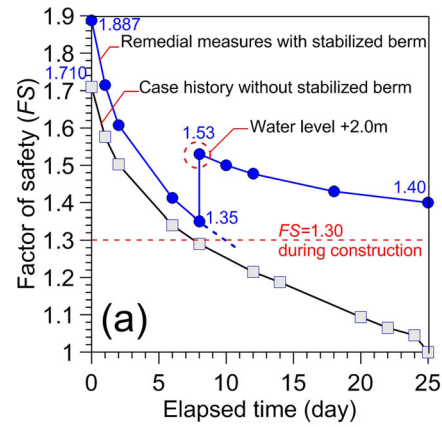 1.9
1.887
Remedial measures with stabilized berm
1.8
1.710
Case history without stabilized berm
1.7
1.6
1.53
Water level +2.0m
1.5
1.40
1.4
1.35
FS=1.30
during construction
1.3
1.2
1.1
(a)
1
0 5 10 15 20 25
Elapsed time (day)
Factor of safety (FS)